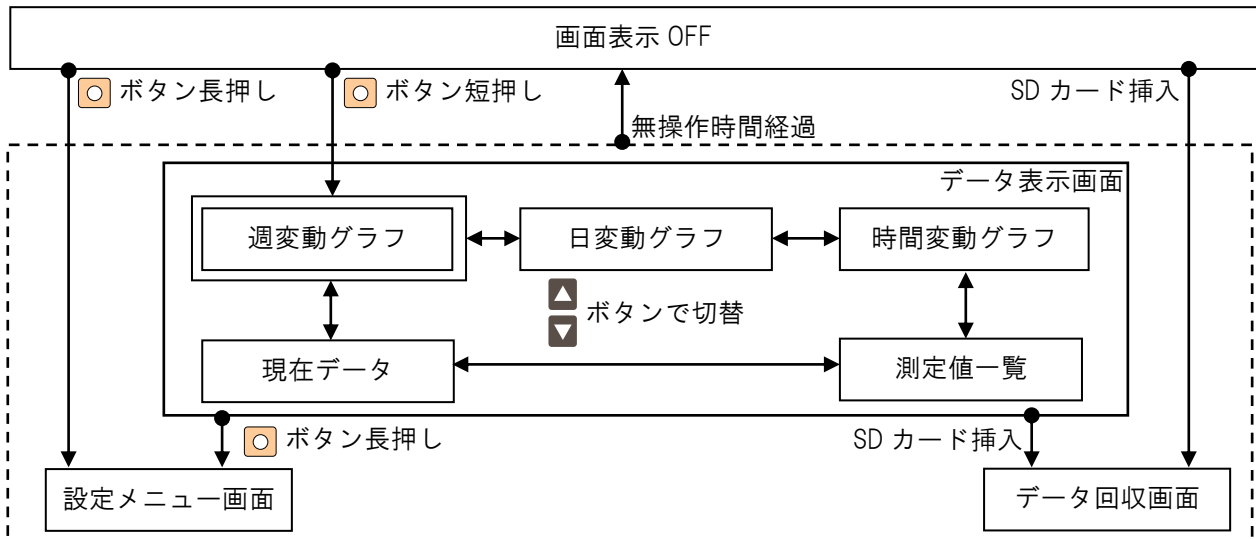 画面表示 OFF
ボタン長押し
ボタン短押し
SD カード挿入
無操作時間経過
データ表示画面
週変動グラフ
日変動グラフ
時間変動グラフ
ボタンで切替
現在データ
測定値一覧
ボタン長押し
SD カード挿入
設定メニュー画面
データ回収画面